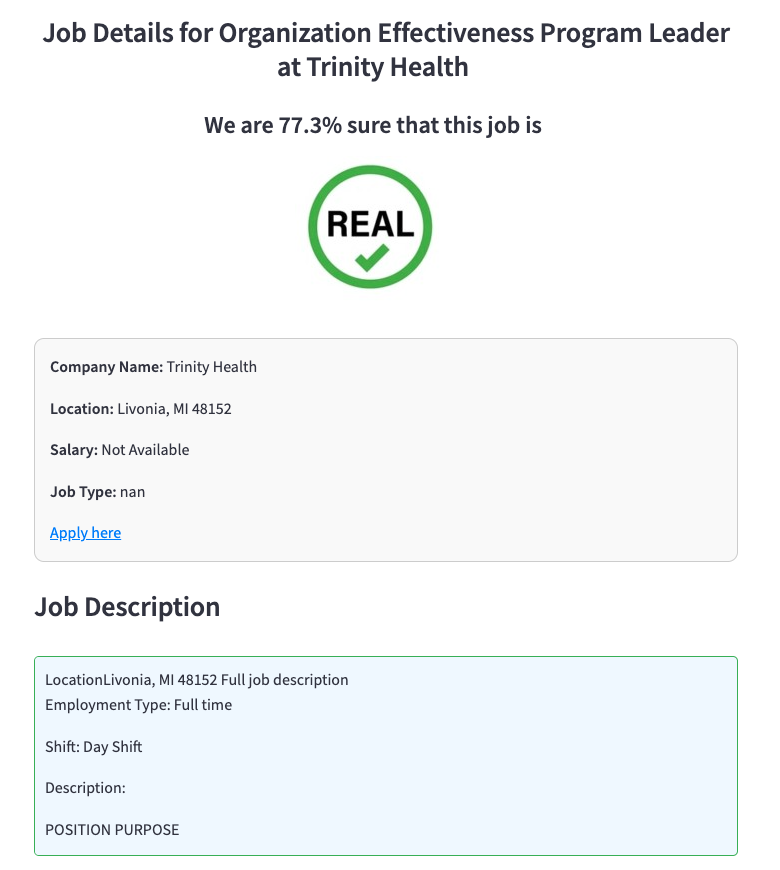 Job Details for Organization Effectiveness Program Leader
at Trinity Health
We are 77.3% sure that this job is
REAL
Company Name: Trinity Health
Location: Livonia, MI 48152
Salary: Not Available
Job Type: nan
Apply here
Job Description
LocationLivonia, MI 48152 Full job description
Employment Type: Full time
Shift: Day Shift
Description:
POSITION PURPOSE